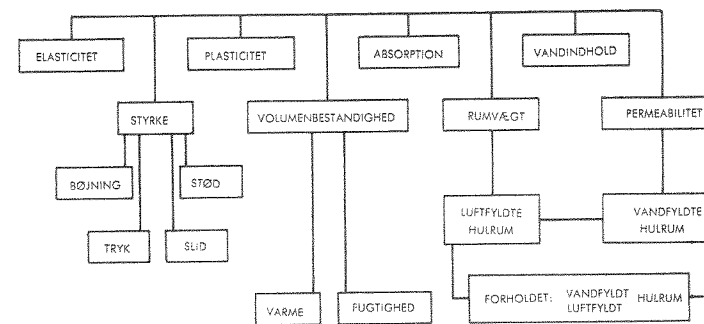 ELASTICITET
PLASTICITET
ABSORPTION
VANDINDHOLD
STYRKE
VOLUMENBESTANDIGHED
RUMVÆGT
PERMEABILITET
BØJNING
STØD
TRYK
SLID
LUFTFYLDTE
HULRUM
VANDFYLDTE
HULRUM
VARME
FUGTIGHED
FORHOLDET: VANDFYLDT HULRUM
LUFTFYLDT